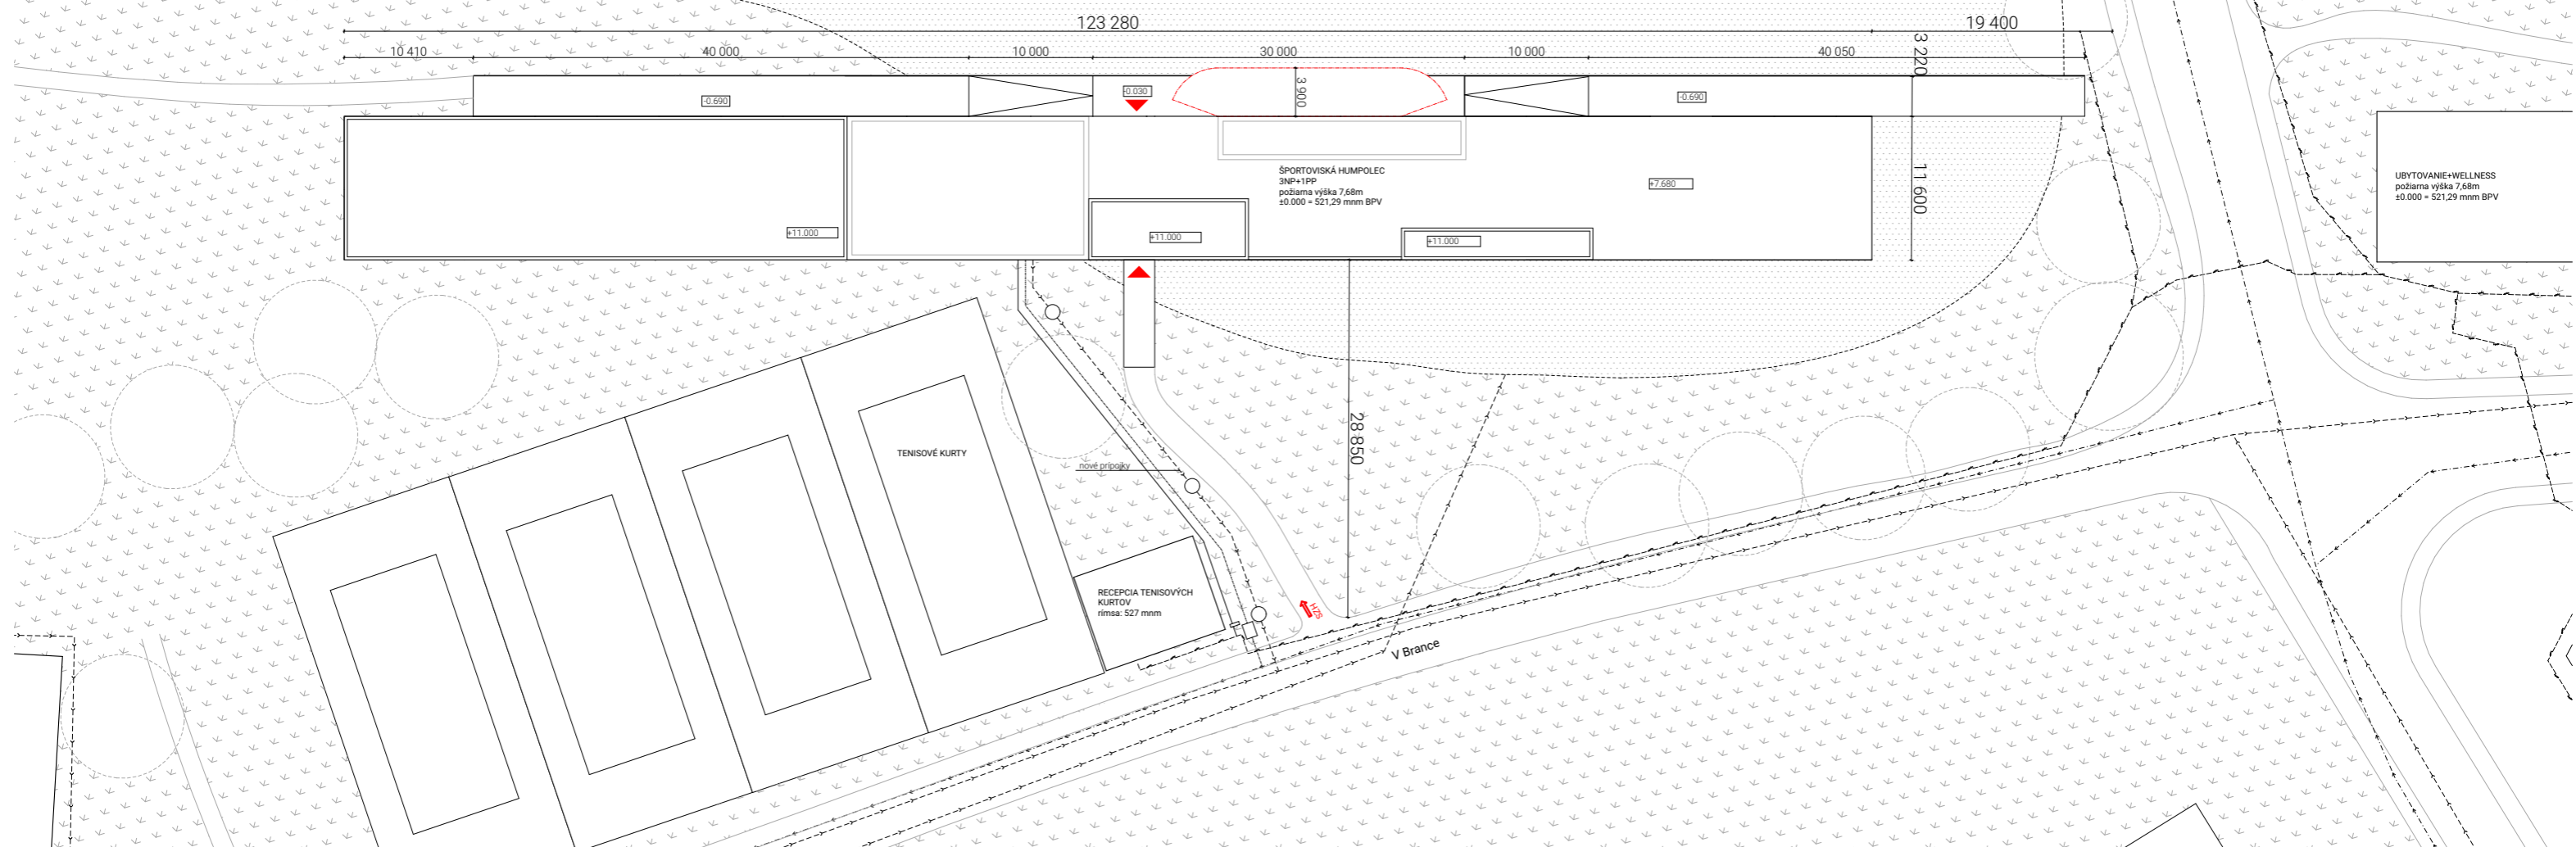 123 280
19 400
10 410
40 000
10 000
30 000
10 000
40 050
3 220
-0.690
-0.030
3 900
-0.690
ŠPORTOVISKÁ HUMPOLEC
3NP+1PP
požiarna výška 7,68m
±0.000 = 521,29 mnm BPV
+7.680
11 600
UBYTOVANIE+WELLNESS
požiarna výška 7,68m
±0.000 = 521,29 mnm BPV
+11.000
+11.000
+11.000
28 850
TENISOVÉ KURTY
nové prípojky
RECEPCIA TENISOVÝCH
KURTOV
rímsa: 527 mnm
HZS
V Brance